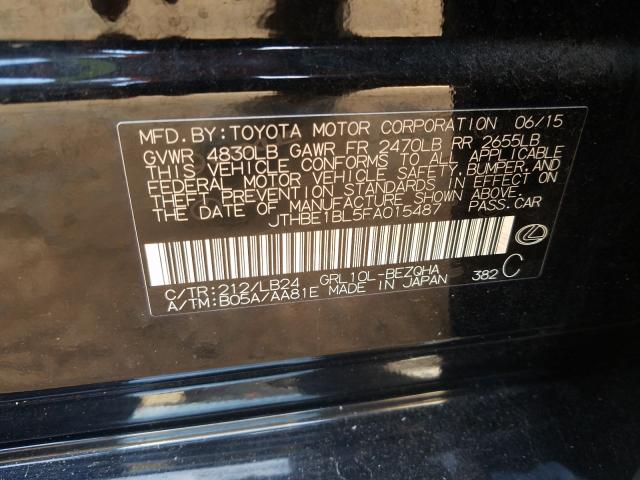 MFD. BY: TOYOTA MOTOR CORPORATION 06/15
GVWR 4830LB GAWR FR 2470LB RR 2655LB
THIS VEHICLE CONFORMS TO ALL APPLICABLE
FEDERAL MOTOR VEHICLE SAFETY, BUMPER, AND
THEFT PREVENTION STANDARDS IN EFFECT ON
THE DATE OF MANUFACTURE SHOWN ABOVE.
JTHBE1BL5FA015487 PASS. CAR
C/TR:212/LB24 GRL10L-BEZQHA
A/TM:B05A/AA81E MADE IN JAPAN 382 C